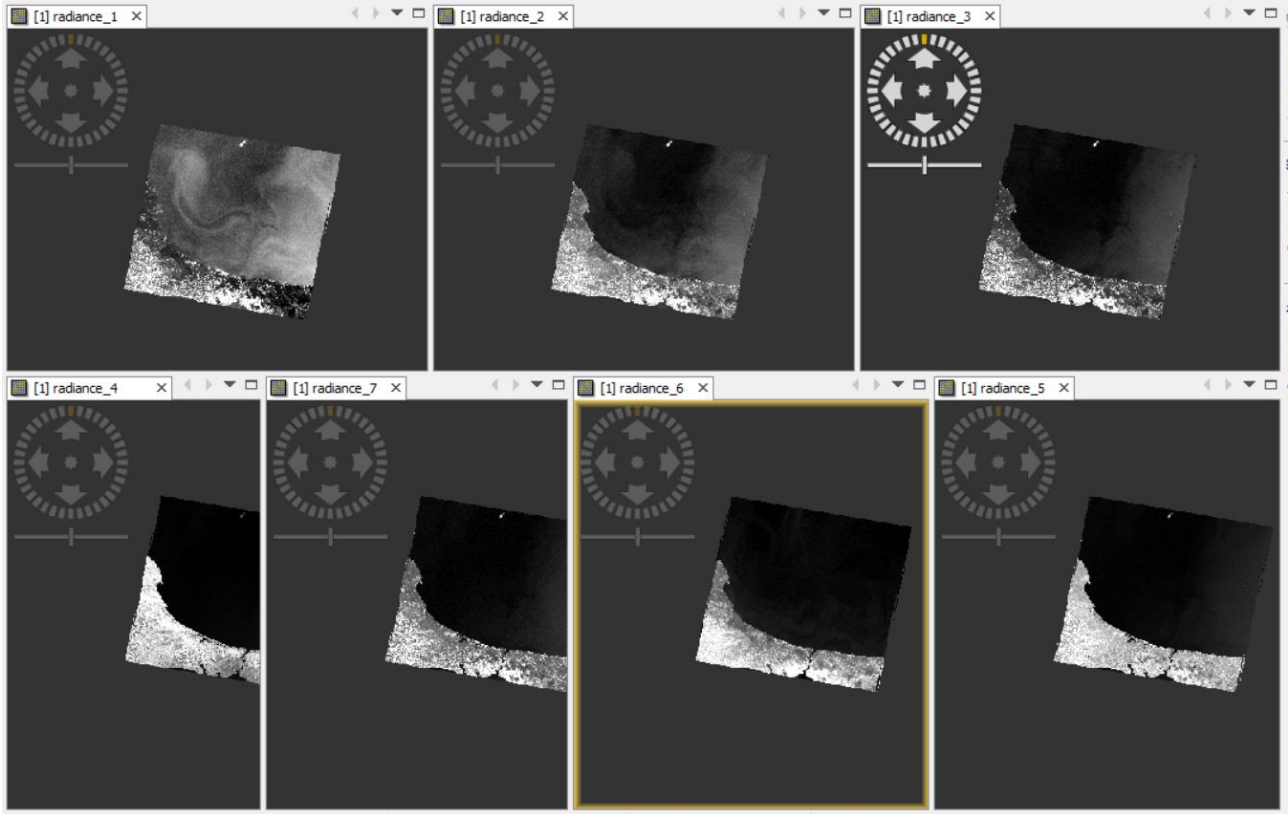 [1] radiance_1
[1] radiance_2
[1] radiance_3
[1] radiance_4
[1] radiance_7
[1] radiance_6
[1] radiance_5